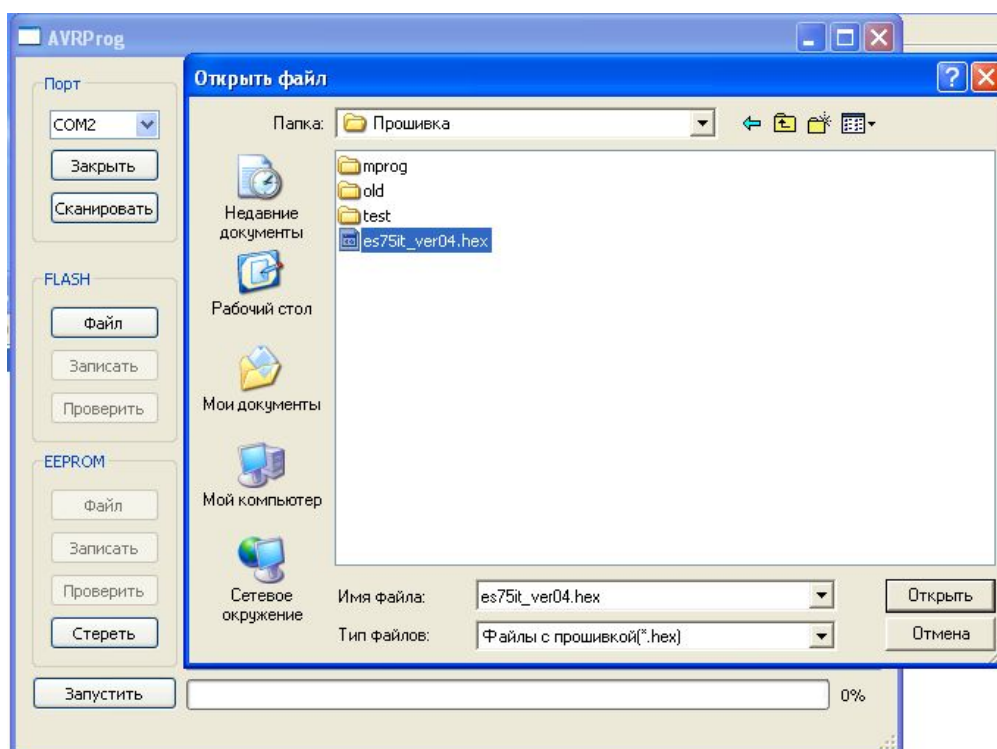 AVRProg
Порт
COM2
Закрыть
Сканировать
FLASH
Файл
Записать
Проверить
EEPROM
Файл
Записать
Проверить
Стереть
Запустить
0%
Открыть файл
Папка: Прошивка
Недавние
документы
Рабочий стол
Мои документы
Мой компьютер
Сетевое
окружение
mprog
old
test
es75it_ver04.hex
Имя файла: es75it_ver04.hex Открыть
Тип файлов: Файлы с прошивкой(*.hex) Отмена